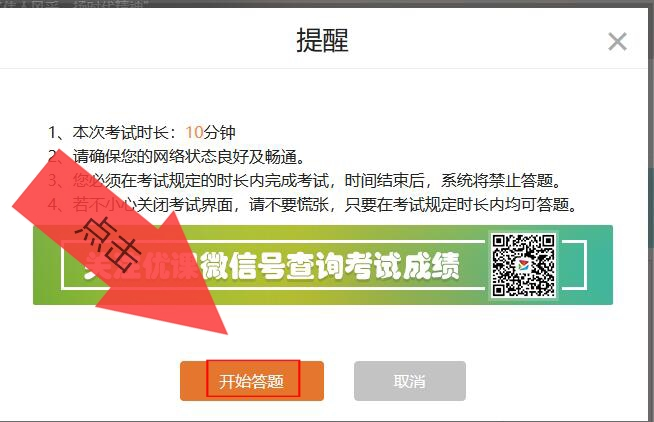 提醒
1、本次考试时长：10分钟
2、请确保您的网络状态良好及畅通。
3、您必须在考试规定的时长内完成考试，时间结束后，系统将禁止答题。
4、若不小心关闭考试界面，请不要慌张，只要在考试规定时长内均可答题。
点击
关注优课微信号查询考试成绩
开始答题
取消